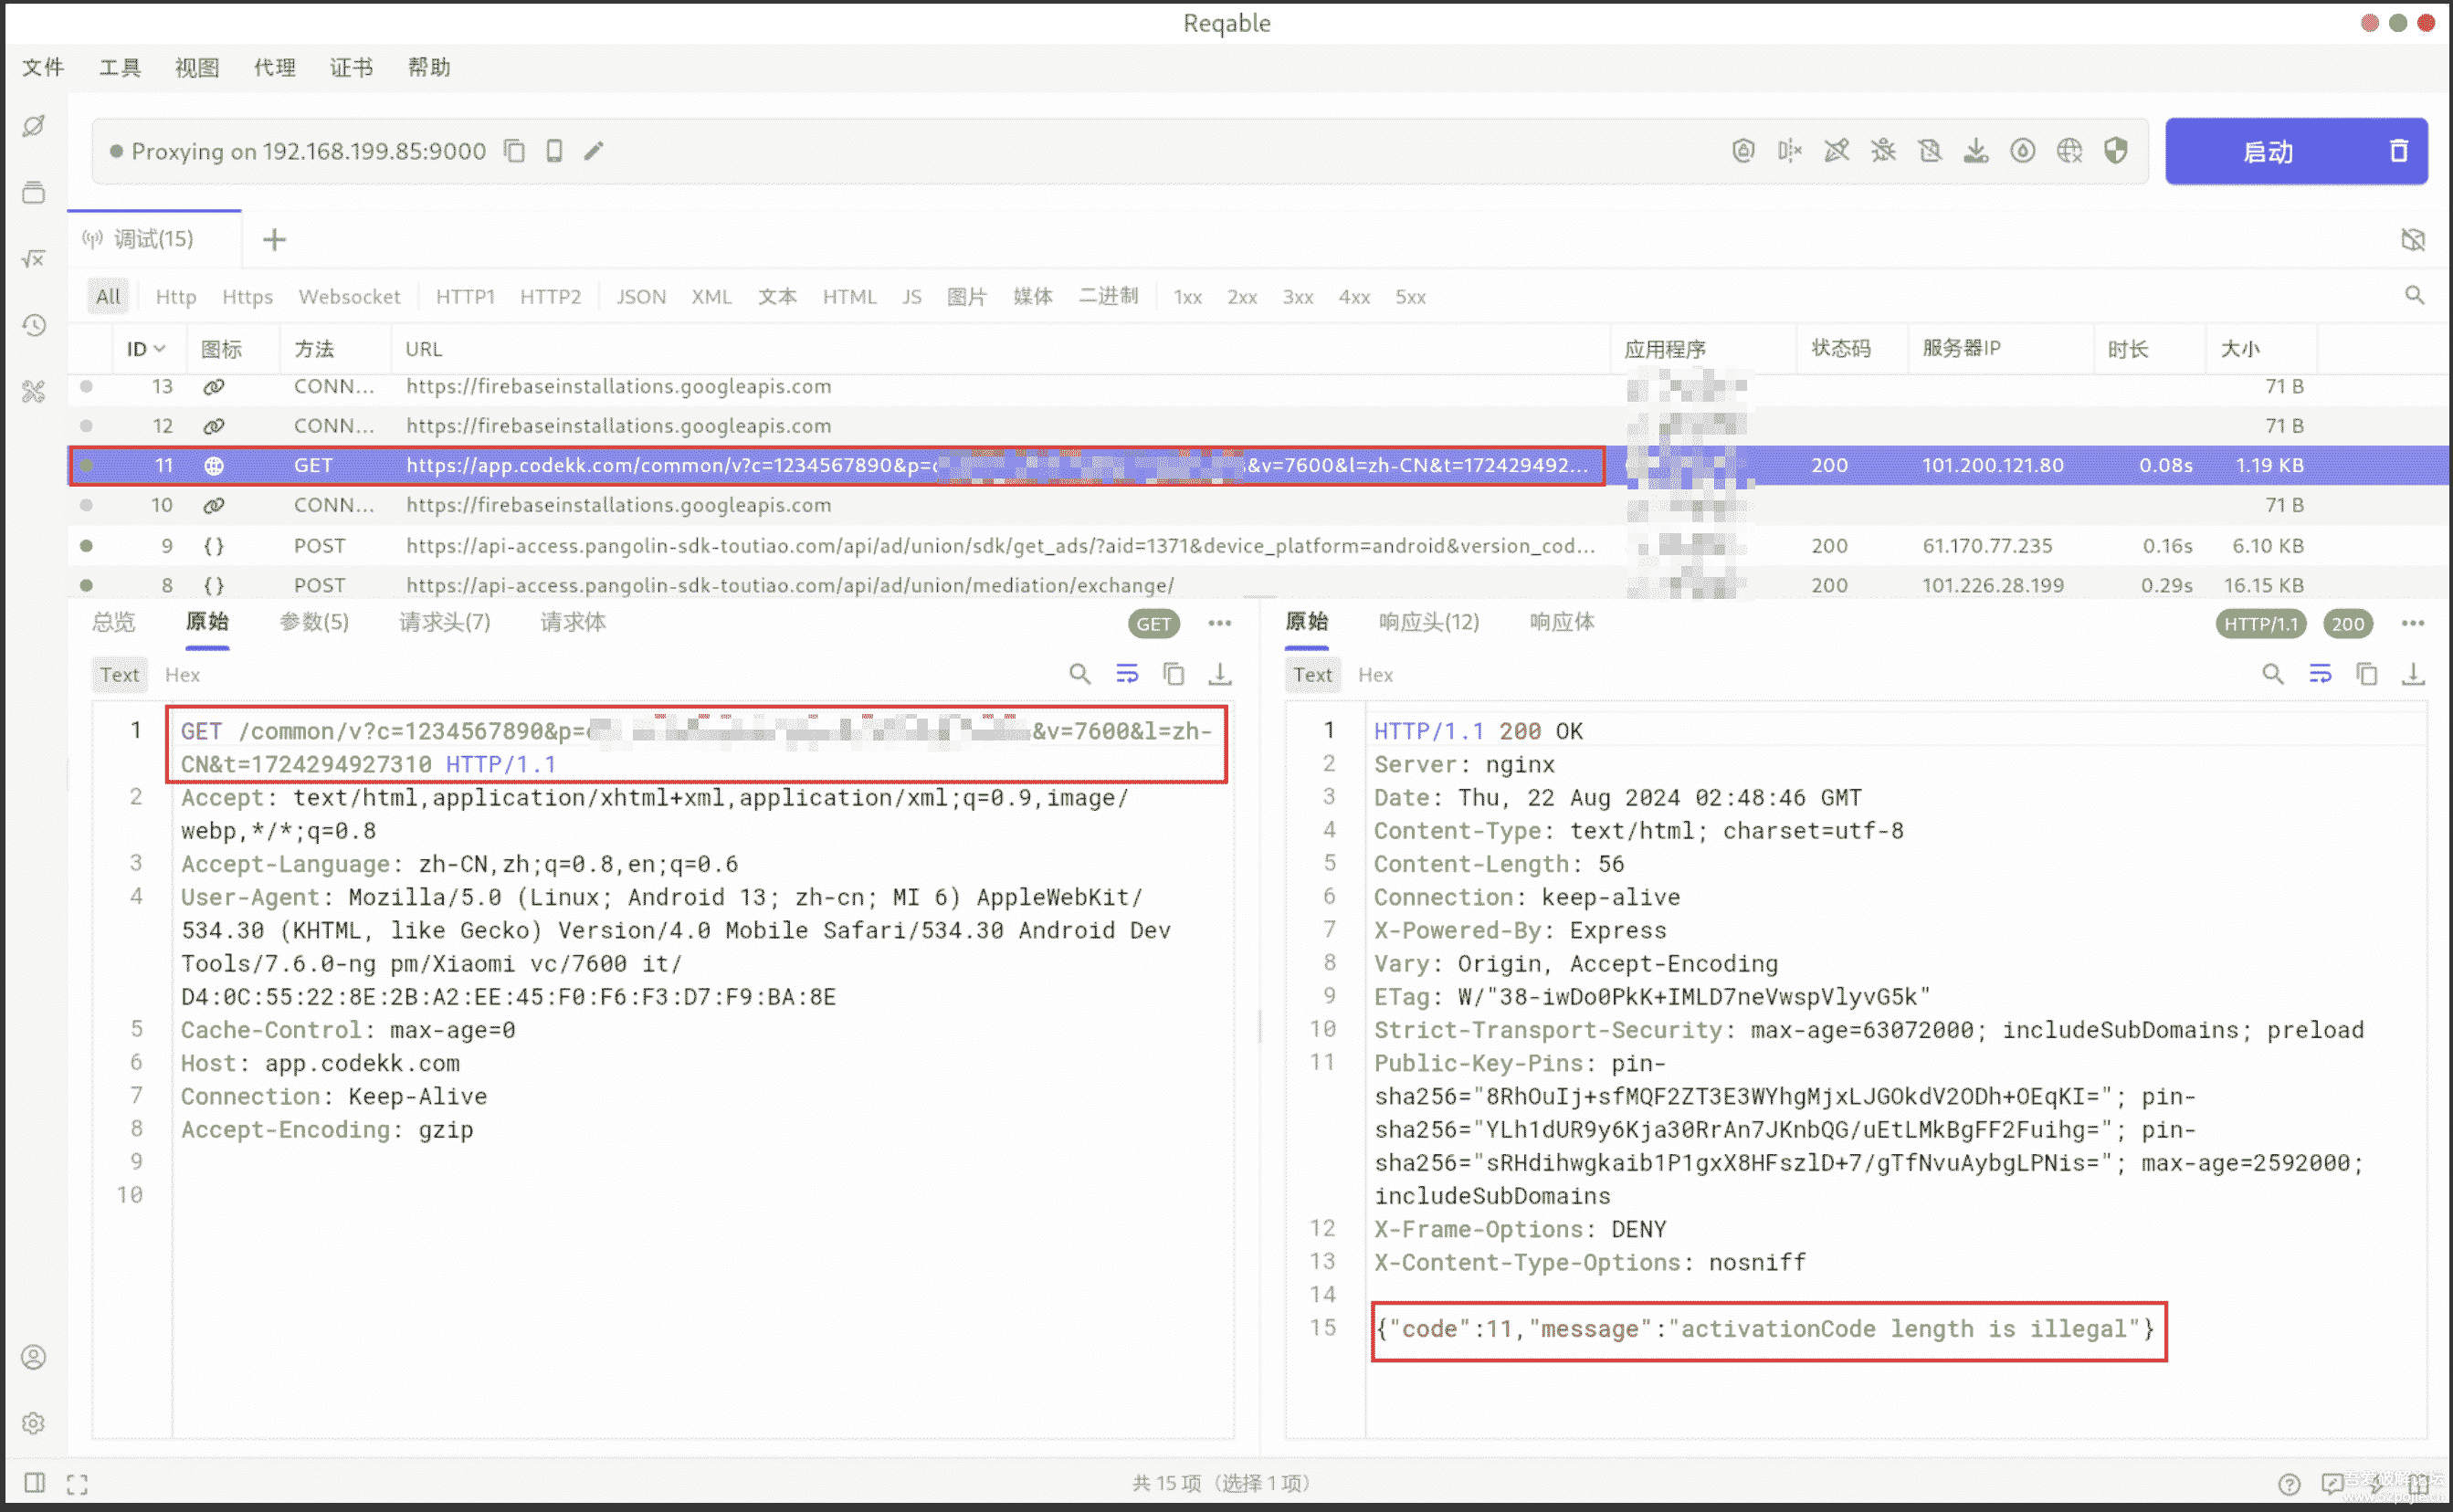 Reqable
文件 工具 视图 代理 证书 帮助
Proxying on 192.168.199.85:9000
启动
调试(15)
All Http Https Websocket HTTP1 HTTP2 JSON XML 文本 HTML JS 图片 媒体 二进制 1xx 2xx 3xx 4xx 5xx
ID 图标 方法 URL 应用程序 状态码 服务器IP 时长 大小
13 CONN... https://firebaseinstallations.googleapis.com 71 B
12 CONN... https://firebaseinstallations.googleapis.com 71 B
11 GET https://app.codekk.com/common/v?c=1234567890&p= &v=7600&l=zh-CN&t=172429492... 200 101.200.121.80 0.08s 1.19 KB
10 CONN... https://firebaseinstallations.googleapis.com 71 B
9 {} POST https://api-access.pangolin-sdk-toutiao.com/api/ad/union/sdk/get_ads/?aid=1371&device_platform=android&version_cod... 200 61.170.77.235 0.16s 6.10 KB
8 {} POST https://api-access.pangolin-sdk-toutiao.com/api/ad/union/mediation/exchange/ 200 101.226.28.199 0.29s 16.15 KB
总览 原始 参数(5) 请求头(7) 请求体 GET
Text Hex
1 GET /common/v?c=1234567890&p= &v=7600&l=zh-
CN&t=1724294927310 HTTP/1.1
2 Accept: text/html,application/xhtml+xml,application/xml;q=0.9,image/
webp,*/*;q=0.8
3 Accept-Language: zh-CN,zh;q=0.8,en;q=0.6
4 User-Agent: Mozilla/5.0 (Linux; Android 13; zh-cn; MI 6) AppleWebKit/
534.30 (KHTML, like Gecko) Version/4.0 Mobile Safari/534.30 Android Dev
Tools/7.6.0-ng pm/Xiaomi vc/7600 it/
D4:0C:55:22:8E:2B:A2:EE:45:F0:F6:F3:D7:F9:BA:8E
5 Cache-Control: max-age=0
6 Host: app.codekk.com
7 Connection: Keep-Alive
8 Accept-Encoding: gzip
9
10
原始 响应头(12) 响应体 HTTP/1.1 200
Text Hex
1 HTTP/1.1 200 OK
2 Server: nginx
3 Date: Thu, 22 Aug 2024 02:48:46 GMT
4 Content-Type: text/html; charset=utf-8
5 Content-Length: 56
6 Connection: keep-alive
7 X-Powered-By: Express
8 Vary: Origin, Accept-Encoding
9 ETag: W/"38-iwDo0PkK+IMLD7neVwspVlyvG5k"
10 Strict-Transport-Security: max-age=63072000; includeSubDomains; preload
11 Public-Key-Pins: pin-
sha256="8RhOuIj+sfMQF2ZT3E3WYhgMjxLJGOkdV2ODh+OEqKI="; pin-
sha256="YLh1dUR9y6Kja30RrAn7JKnbQG/uEtLMkBgFF2Fuihg="; pin-
sha256="sRHdihwgkaib1P1gxX8HFszlD+7/gTfNvuAybgLPNis="; max-age=2592000;
includeSubDomains
12 X-Frame-Options: DENY
13 X-Content-Type-Options: nosniff
14
15 {"code":11,"message":"activationCode length is illegal"}
共 15 项（选择 1 项）
吾爱破解论坛
www.52pojie.cn